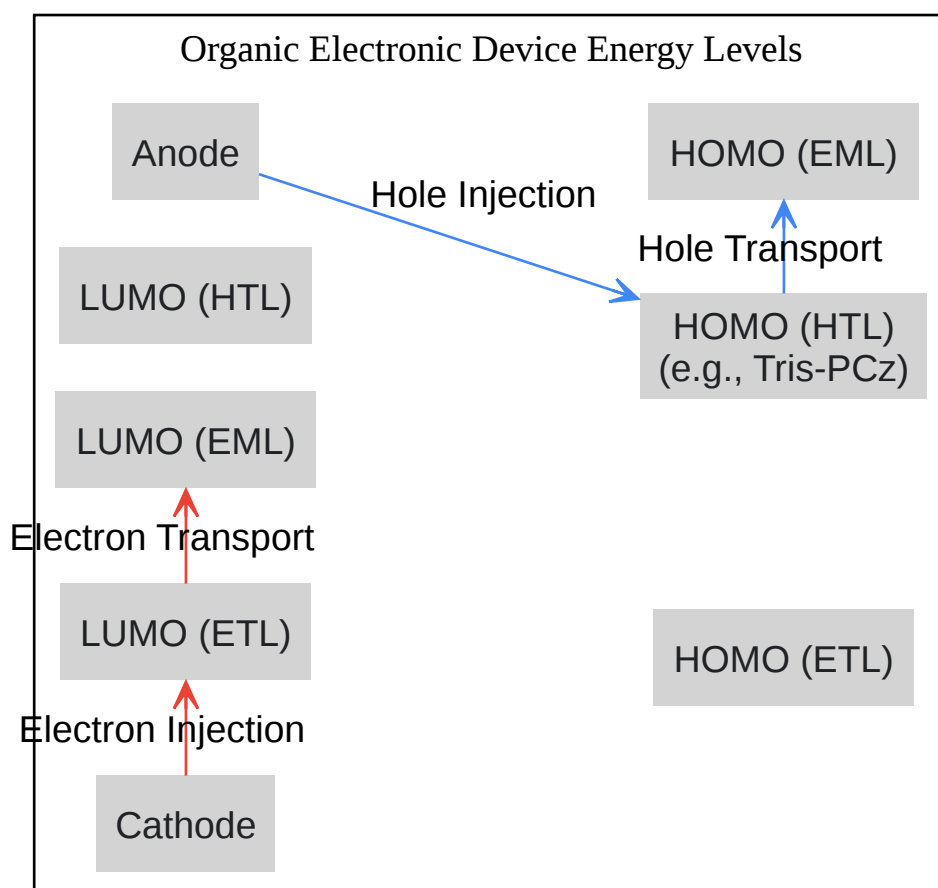 Organic Electronic Device Energy Levels
Anode
HOMO (EML)
Hole Injection
Hole Transport
LUMO (HTL)
HOMO (HTL)
(e.g., Tris-PCz)
LUMO (EML)
Electron Transport
LUMO (ETL)
HOMO (ETL)
Electron Injection
Cathode